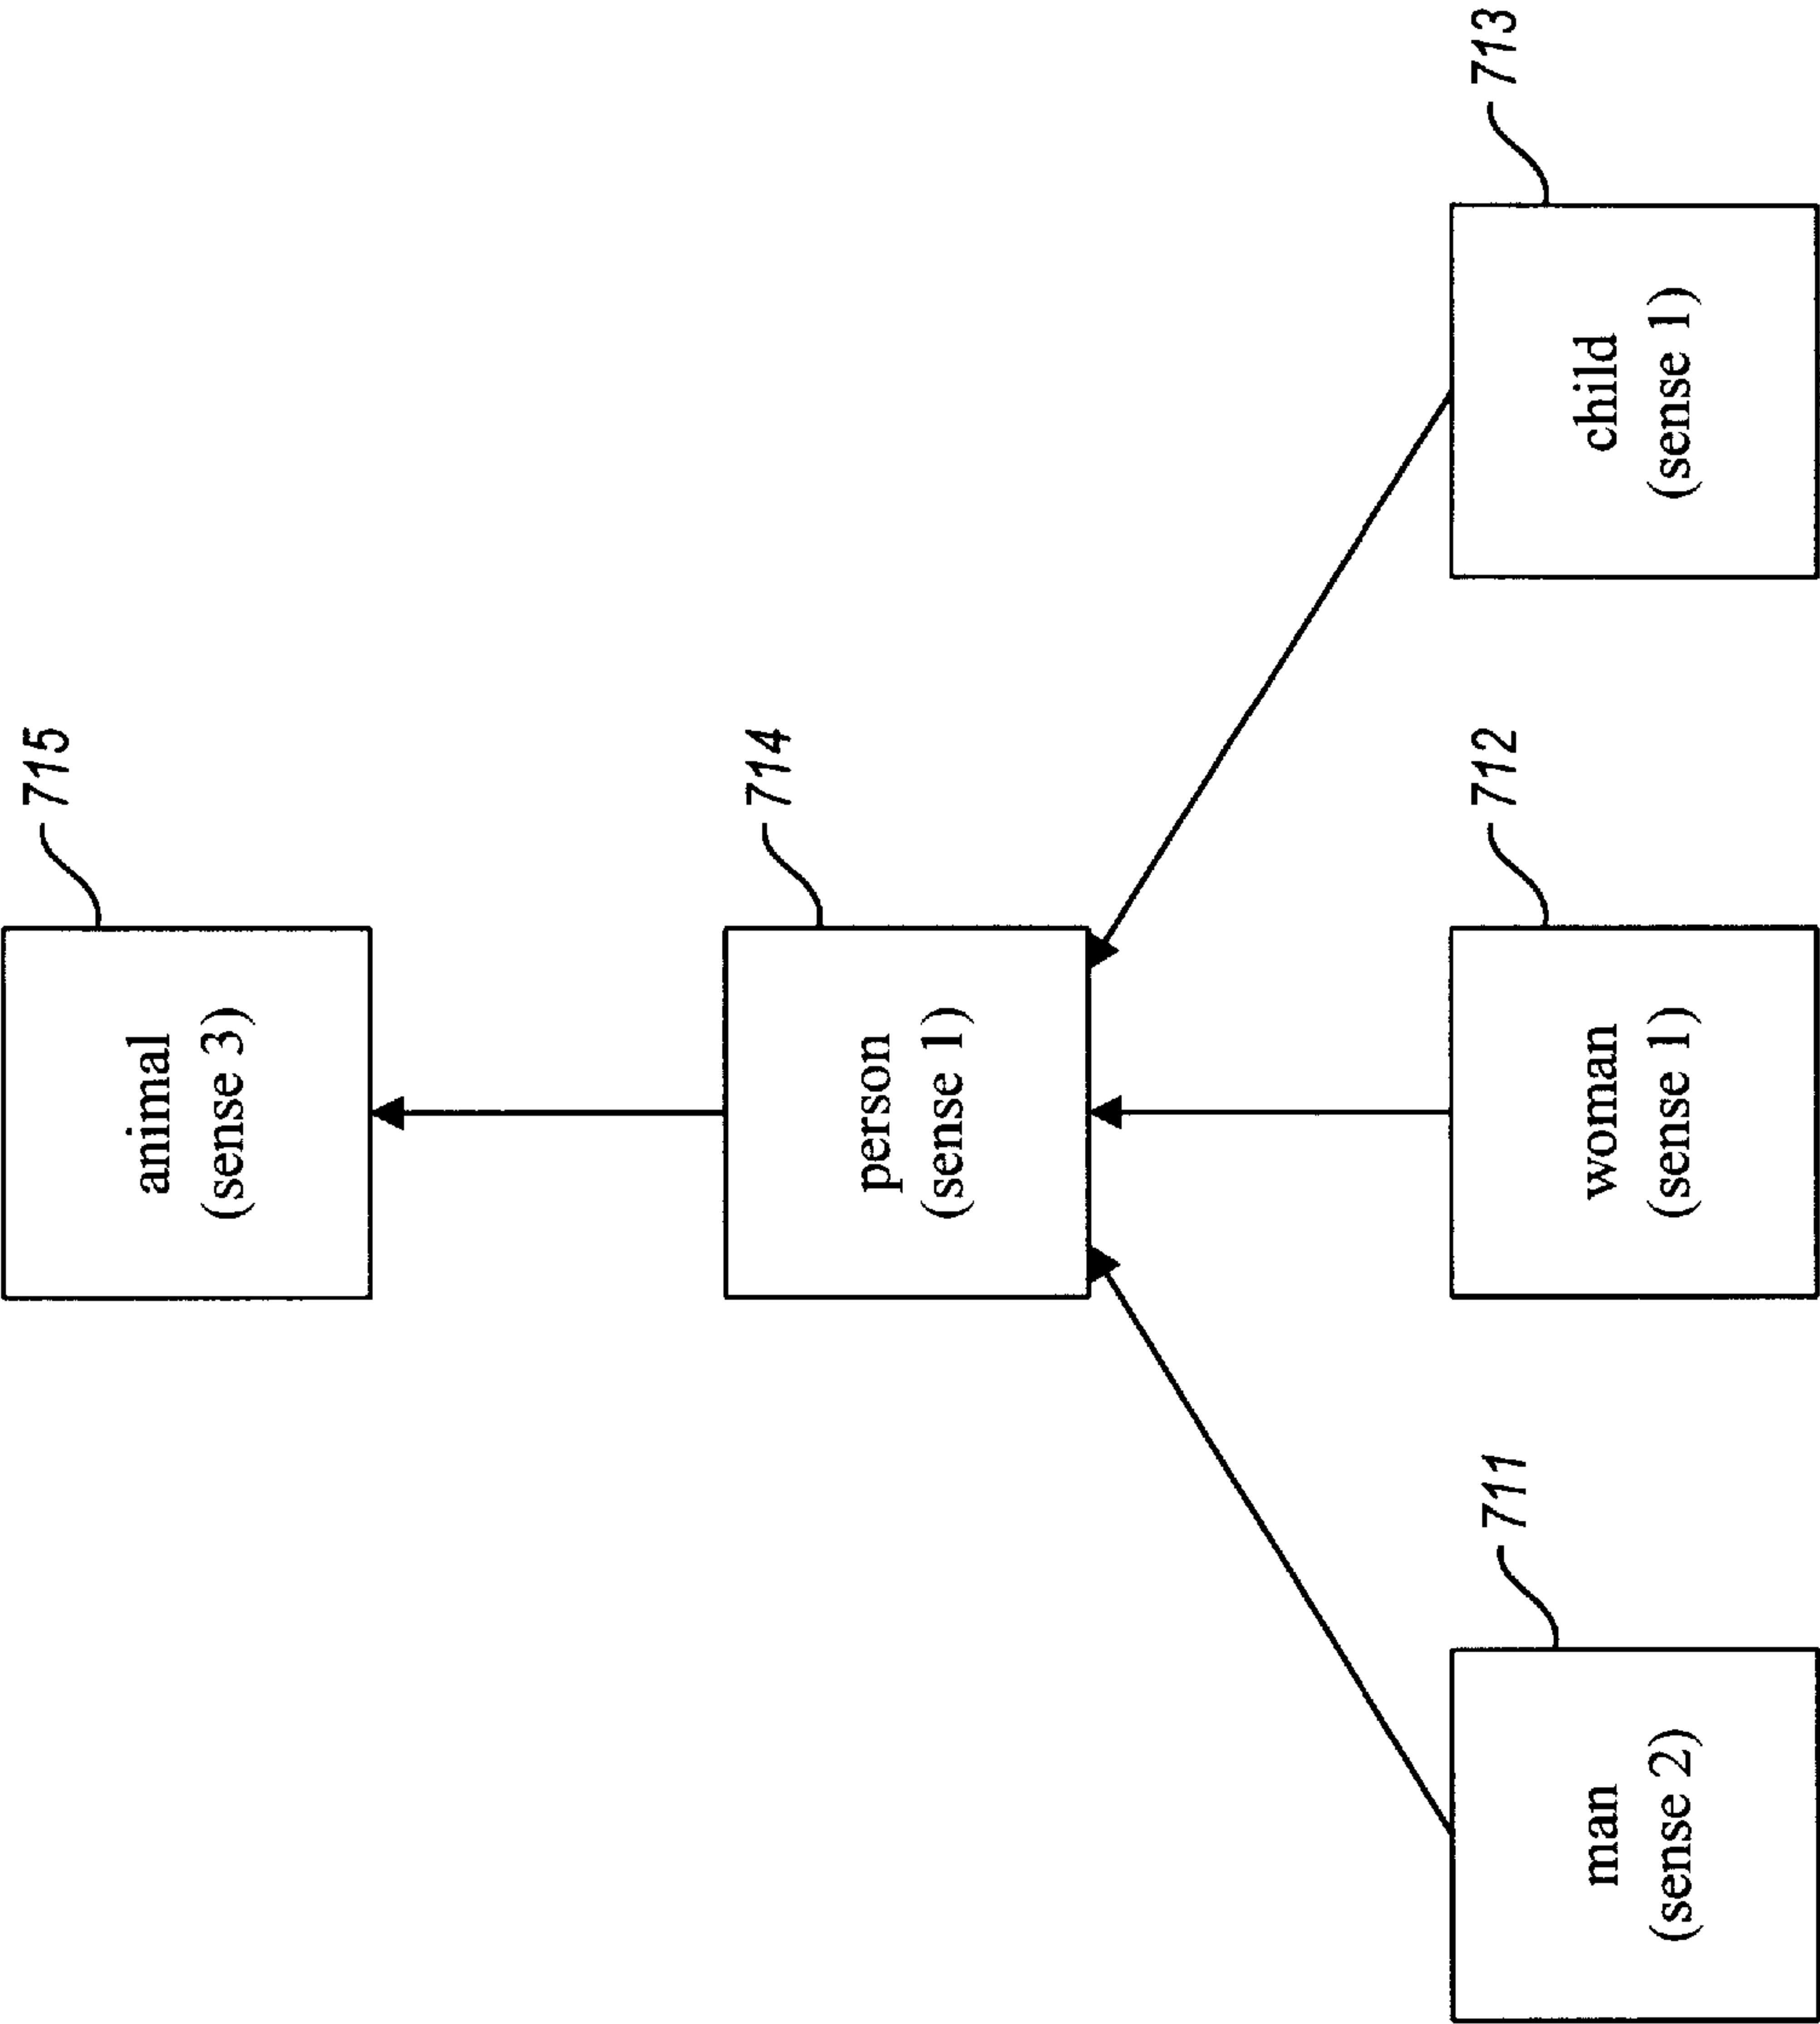 715
animal
(sense 3)
714
person
(sense 1)
711
man
(sense 2)
712
woman
(sense 1)
713
child
(sense 1)